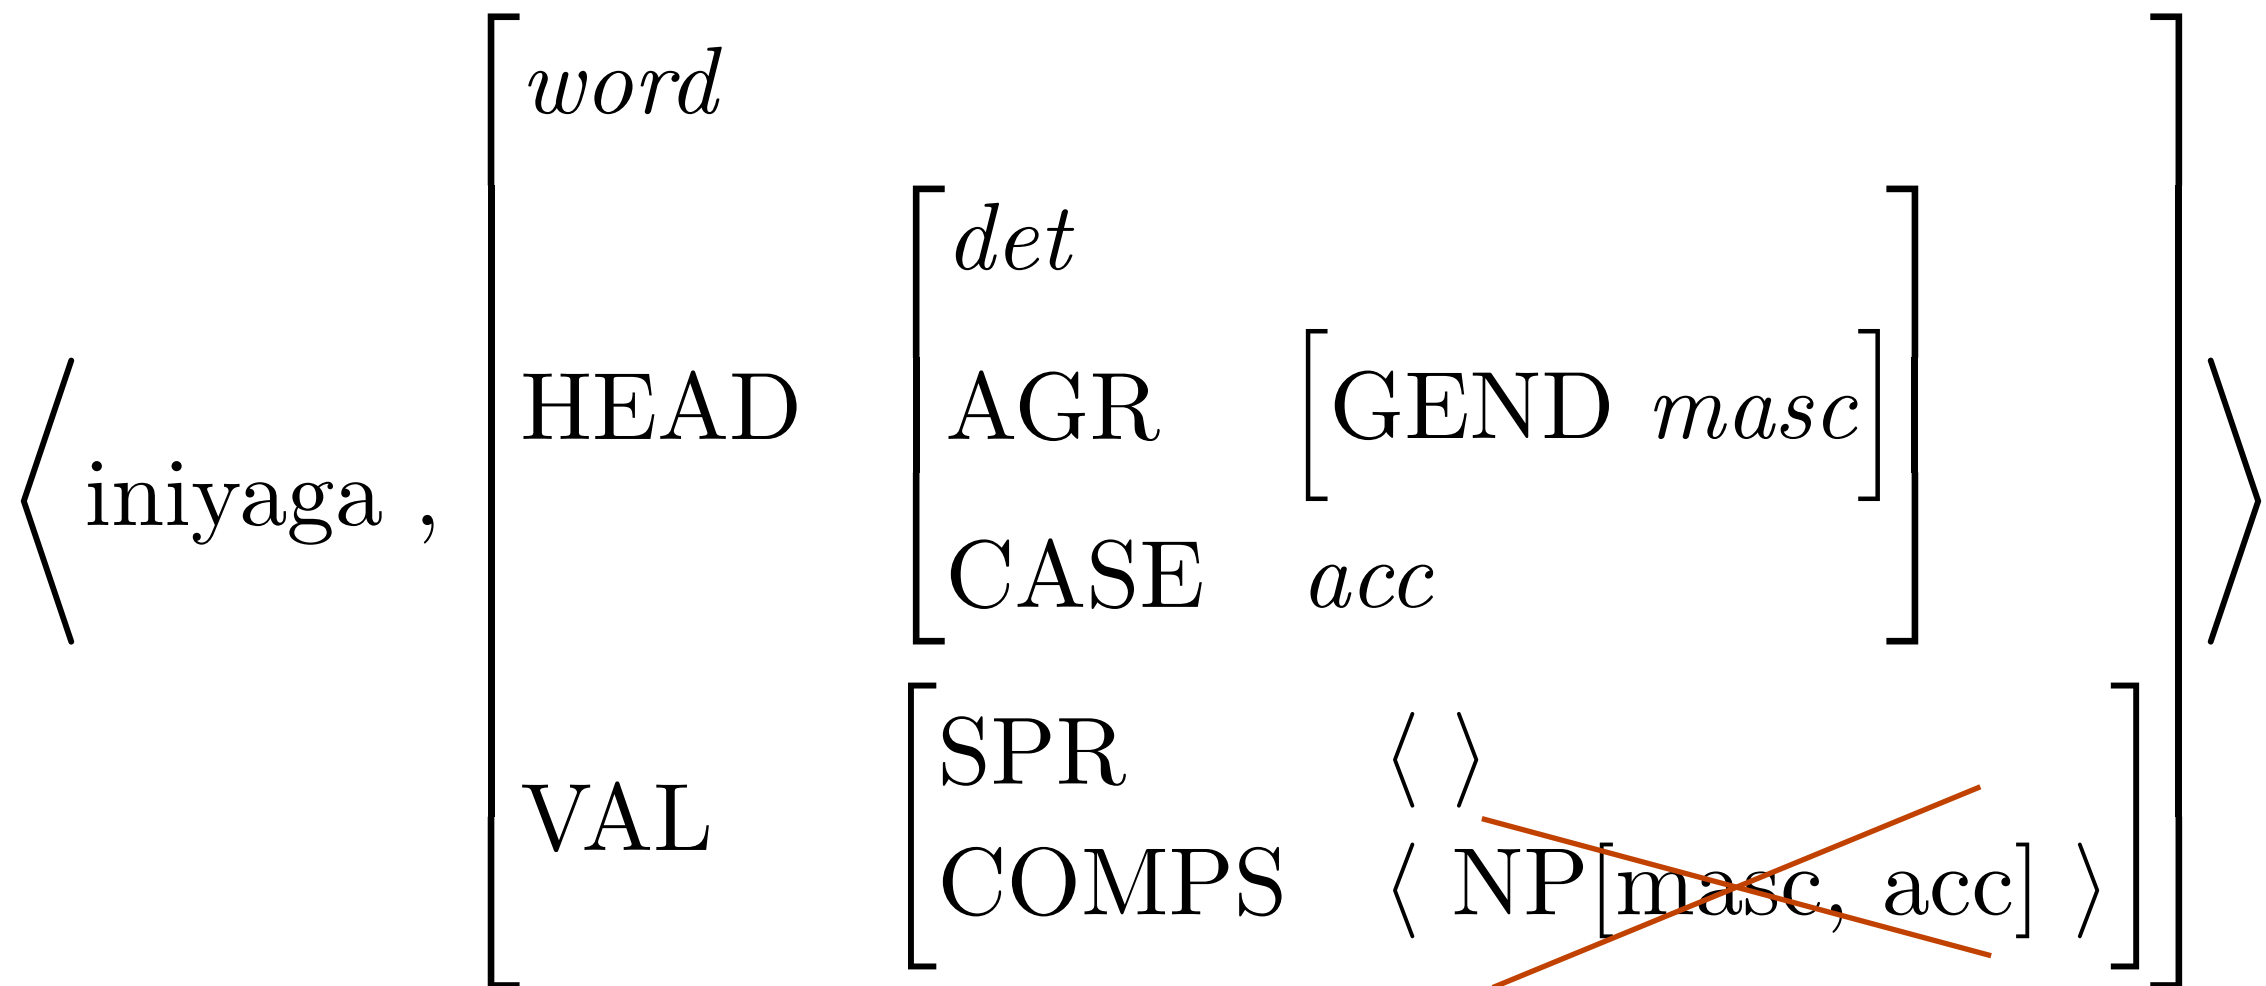 word
det
HEAD AGR [GEND masc]
⟨ iniyaga ,
CASE acc
SPR ⟨ ⟩
VAL
COMPS ⟨ NP[masc, acc] ⟩